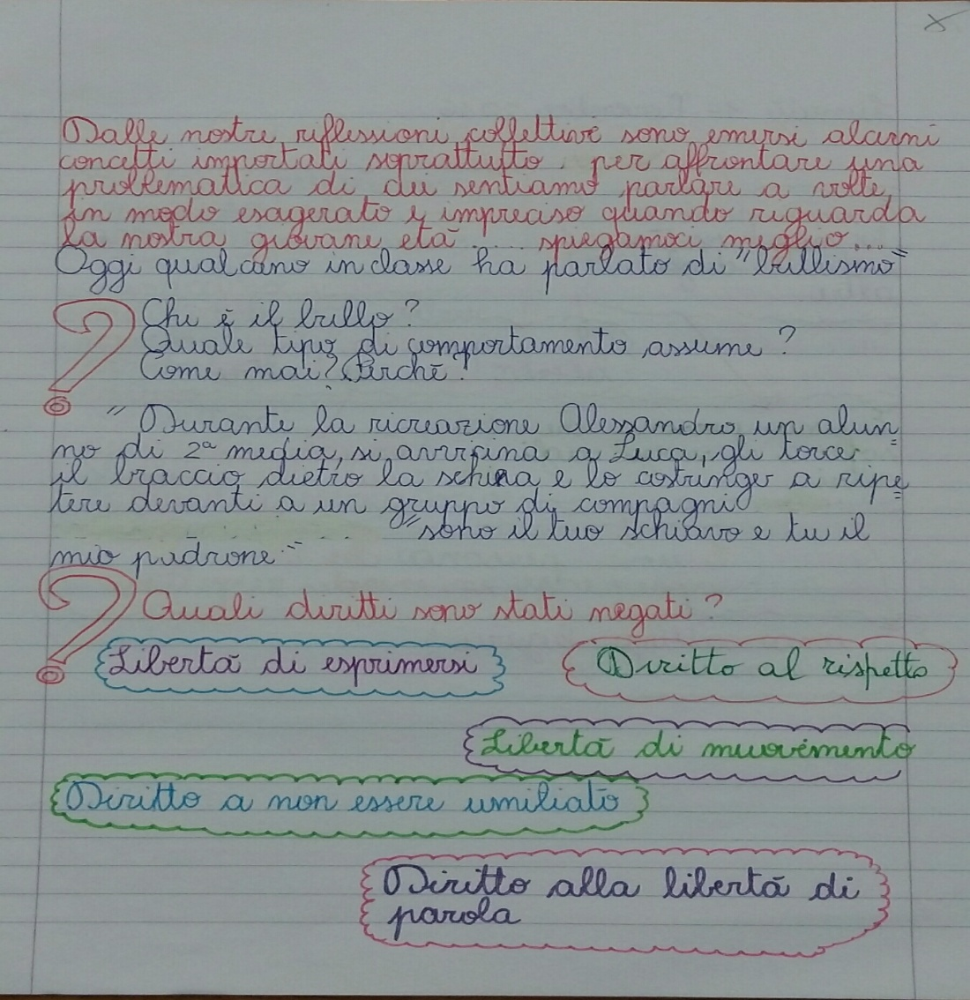 Dalle nostre riflessioni collettive sono emersi alcuni
concetti importati soprattutto per affrontare una
problematica di cui sentiamo parlare a volte
in modo esagerato e impreciso quando riguarda
la nostra giovane età .... spieghiamoci meglio....
Oggi qualcuno in classe ha parlato di "bullismo"
Chi è il bullo?
Quale tipo di comportamento assume?
Come mai? Perchè?
"Durante la ricreazione Alessandro, un alun=
no di 2ª media, si avvicina a Luca, gli torce
il braccio dietro la schiena e lo costringe a ripe=
tere davanti a un gruppo di compagni
"sono il tuo schiavo e tu il
mio padrone"
Quali diritti sono stati negati?
Libertà di esprimersi
Diritto al rispetto
Libertà di muovimento
Diritto a non essere umiliato
Diritto alla libertà di
parola